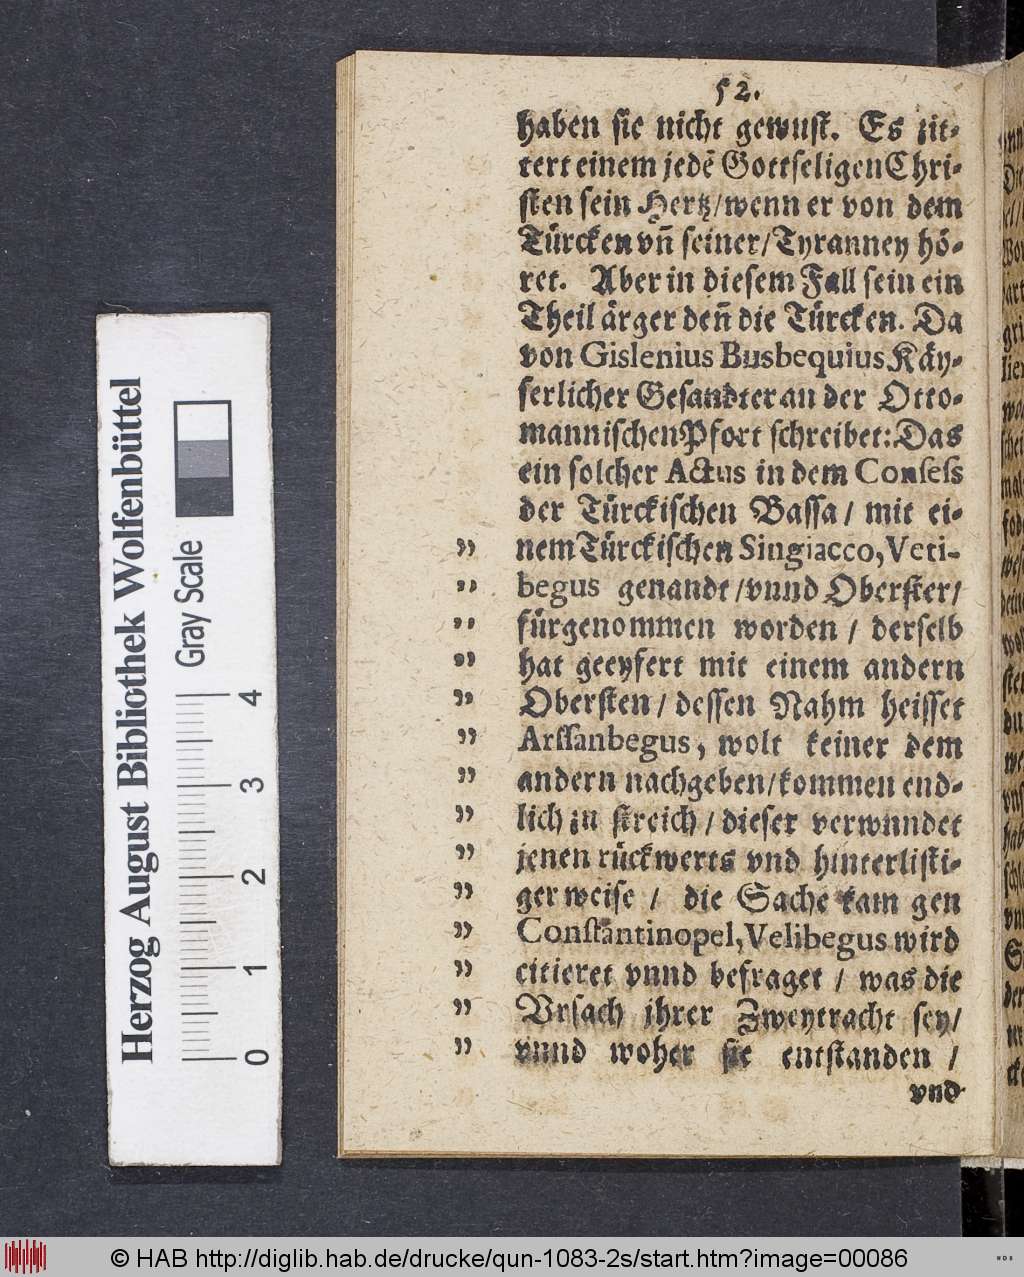 52.
haben sie nicht gewust. Es zit-
tert einem jedē Gottseligen Chri-
sten sein Hertz/ wenn er von dem
Türcken vñ seiner/ Tyranney hö-
ret. Aber in diesem Fall sein ein
Theil ärger deñ die Türcken. Da
von Gislenius Busbequius Käy-
serlicher Gesandter an der Otto-
mannischen Pfort schreibet: Das
ein solcher Actus in dem Consess
der Türckischen Bassa / mit ei-
„ nem Türckischen Singiacco, Veti-
„ begus genandt /vnnd Oberster/
„ fürgenommen worden / derselb
„ hat geeyfert mit einem andern
„ Obersten / dessen Nahm heisset
„ Arssanbegus, wolt keiner dem
„ andern nachgeben/ kommen end-
„ lich zu streich / dieser verwundet
„ jenen rückwerts vnd hinterlisti-
„ ger weise / die Sache kam gen
„ Constantinopel, Velibegus wird
„ citieret vnnd befraget / was die
„ Vrsach jhrer Zweytracht sey/
„ vnnd woher sie entstanden /
vnd
Herzog August Bibliothek Wolfenbüttel
Gray Scale
0 1 2 3 4
© HAB http://diglib.hab.de/drucke/qun-1083-2s/start.htm?image=00086